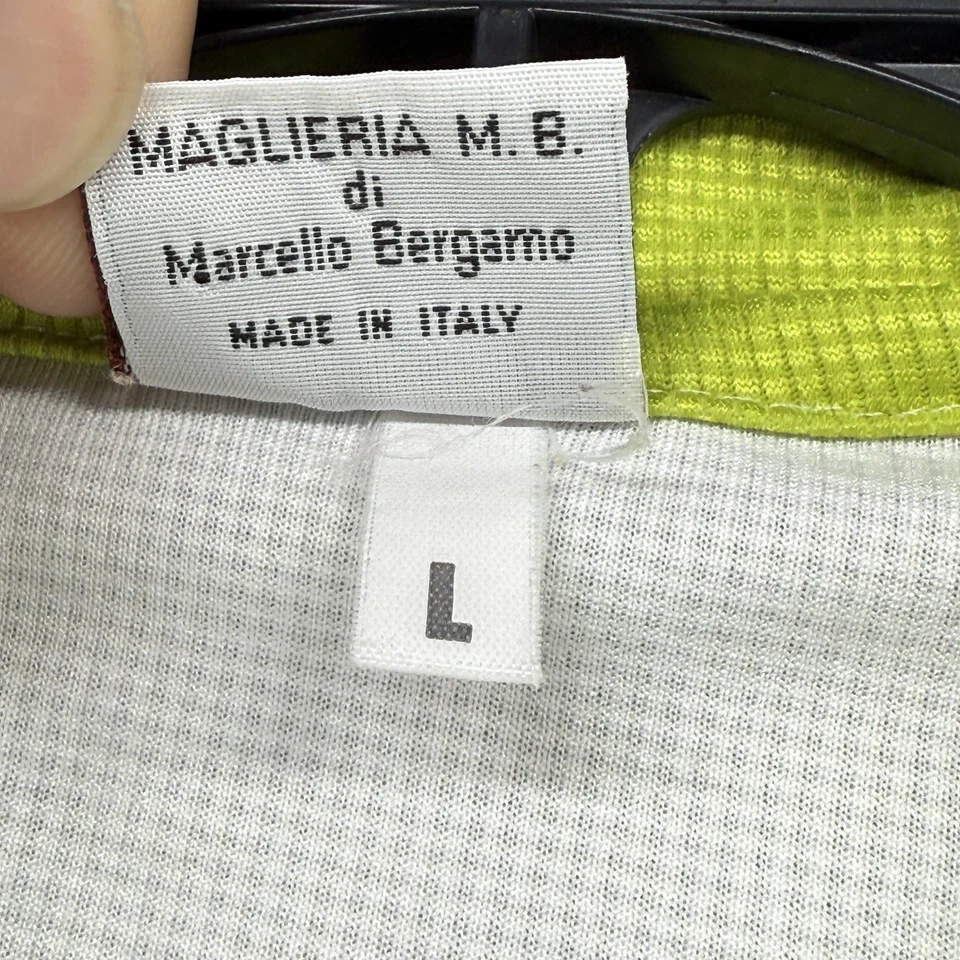 MAGLIERIA M. B.
di
Marcello Bergamo
MADE IN ITALY
L